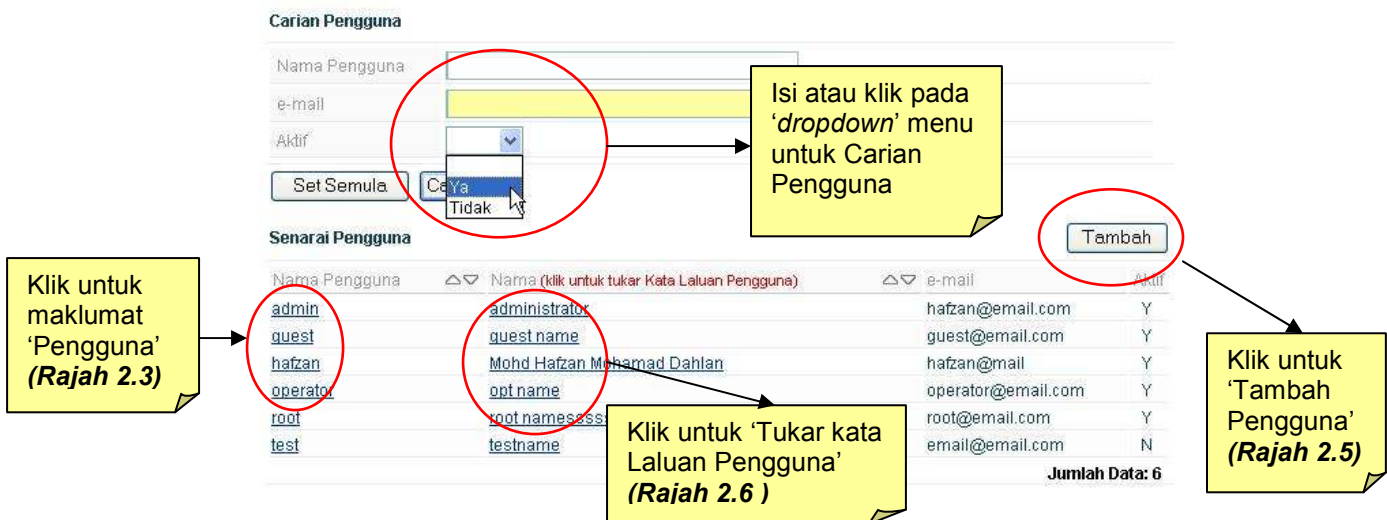 Carian Pengguna
Nama Pengguna
e-mail
Aktif
Isi atau klik pada
‘dropdown’ menu
untuk Carian
Pengguna
Set Semula
Ya
Tidak
Senarai Pengguna
Tambah
Klik untuk
maklumat
‘Pengguna’
(Rajah 2.3)
Nama Pengguna Nama (klik untuk tukar Kata Laluan Pengguna) e-mail Aktif
admin administrator hafzan@email.com Y
guest guest name guest@email.com Y
hafzan Mohd Hafzan Mohamad Dahlan hafzan@mail Y
operator opt name operator@email.com Y
root root@email.com Y
test testname email@email.com N
Jumlah Data: 6
Klik untuk ‘Tukar kata
Laluan Pengguna’
(Rajah 2.6 )
Klik untuk
‘Tambah
Pengguna’
(Rajah 2.5)